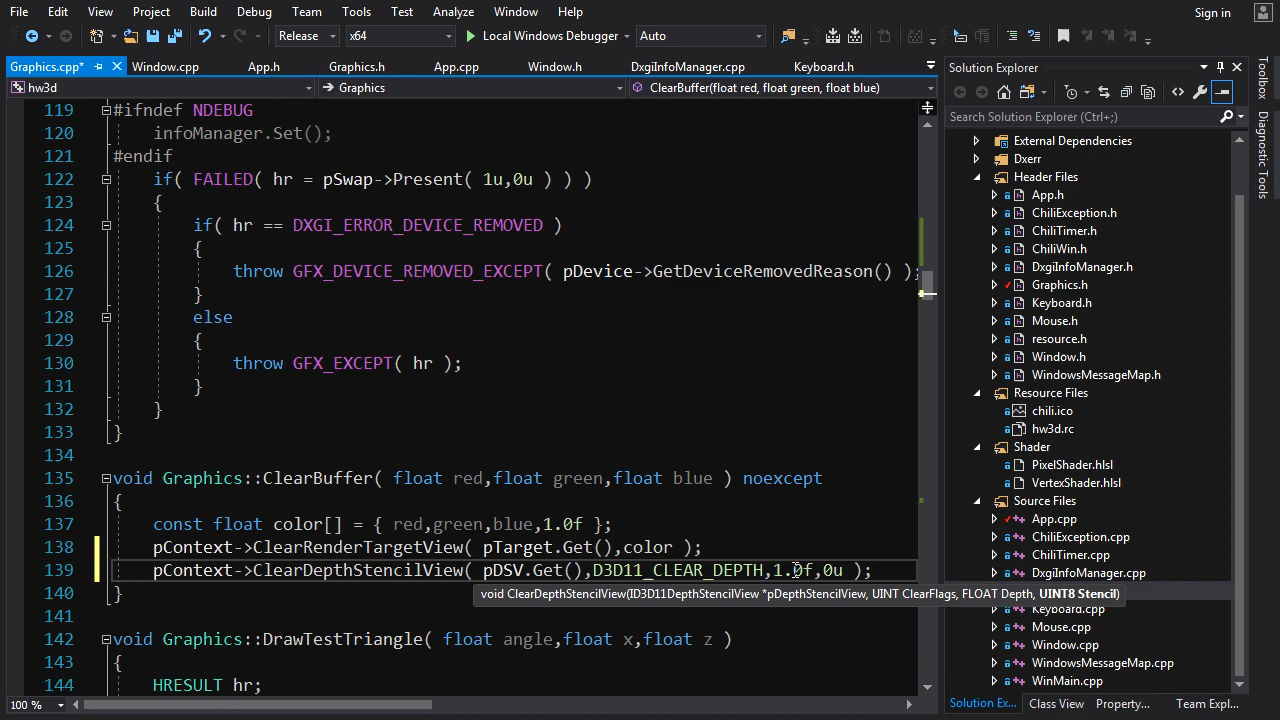 File Edit View Project Build Debug Team Tools Test Analyze Window Help Sign in
Release x64 Local Windows Debugger Auto
Graphics.cpp* Window.cpp App.h Graphics.h App.cpp Window.h DxgiInfoManager.cpp Keyboard.h
hw3d Graphics ClearBuffer(float red, float green, float blue)
119 #ifndef NDEBUG
120 infoManager.Set();
121 #endif
122 if( FAILED( hr = pSwap->Present( 1u,0u ) ) )
123 {
124 if( hr == DXGI_ERROR_DEVICE_REMOVED )
125 {
126 throw GFX_DEVICE_REMOVED_EXCEPT( pDevice->GetDeviceRemovedReason() );
127 }
128 else
129 {
130 throw GFX_EXCEPT( hr );
131 }
132 }
133 }
134
135 void Graphics::ClearBuffer( float red,float green,float blue ) noexcept
136 {
137 const float color[] = { red,green,blue,1.0f };
138 pContext->ClearRenderTargetView( pTarget.Get(),color );
139 pContext->ClearDepthStencilView( pDSV.Get(),D3D11_CLEAR_DEPTH,1.0f,0u );
void ClearDepthStencilView(ID3D11DepthStencilView *pDepthStencilView, UINT ClearFlags, FLOAT Depth, UINT8 Stencil)
140 }
141
142 void Graphics::DrawTestTriangle( float angle,float x,float z )
143 {
144 HRESULT hr;
100 %
Solution Explorer
Search Solution Explorer (Ctrl+;)
External Dependencies
Dxerr
Header Files
App.h
ChiliException.h
ChiliTimer.h
ChiliWin.h
DxgiInfoManager.h
Graphics.h
Keyboard.h
Mouse.h
resource.h
Window.h
WindowsMessageMap.h
Resource Files
chili.ico
hw3d.rc
Shader
PixelShader.hlsl
VertexShader.hlsl
Source Files
App.cpp
ChiliException.cpp
ChiliTimer.cpp
DxgiInfoManager.cpp
Keyboard.cpp
Mouse.cpp
Window.cpp
WindowsMessageMap.cpp
WinMain.cpp
Solution Ex... Class View Property... Team Expl...
Toolbox
Diagnostic Tools